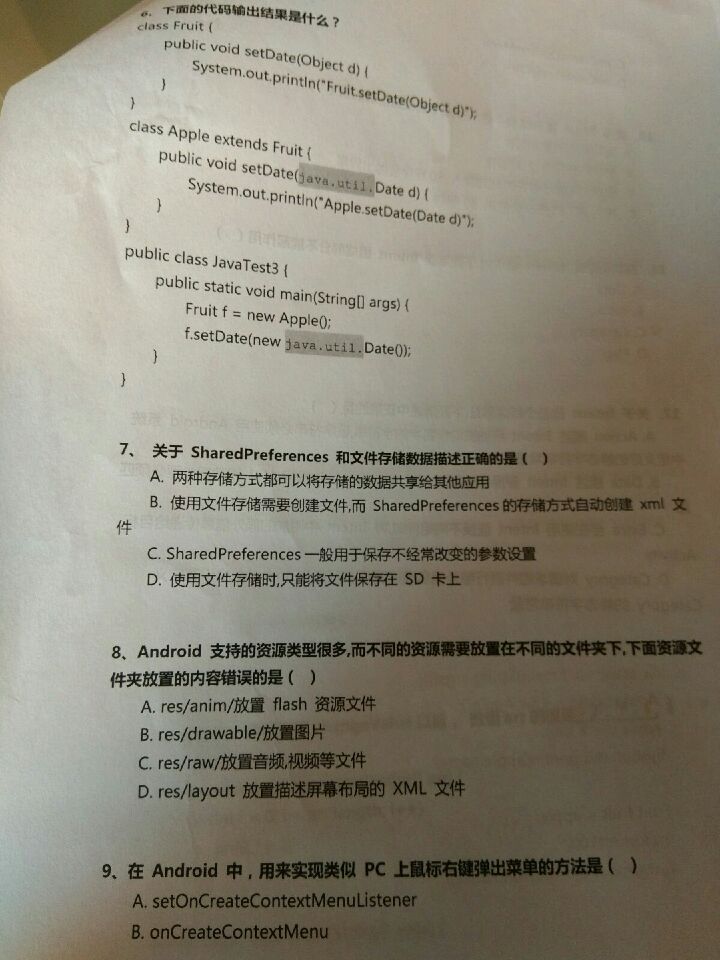 6、下面的代码输出结果是什么？
class Fruit {
public void setDate(Object d) {
System.out.println("Fruit.setDate(Object d)");
}
}
class Apple extends Fruit {
public void setDate(java.util.Date d) {
System.out.println("Apple.setDate(Date d)");
}
}
public class JavaTest3 {
public static void main(String[] args) {
Fruit f = new Apple();
f.setDate(new java.util.Date());
}
}
7、 关于 SharedPreferences 和文件存储数据描述正确的是 ( )
A. 两种存储方式都可以将存储的数据共享给其他应用
B. 使用文件存储需要创建文件,而 SharedPreferences 的存储方式自动创建 xml 文
件
C. SharedPreferences 一般用于保存不经常改变的参数设置
D. 使用文件存储时,只能将文件保存在 SD 卡上
8、Android 支持的资源类型很多,而不同的资源需要放置在不同的文件夹下,下面资源文
件夹放置的内容错误的是 ( )
A. res/anim/放置 flash 资源文件
B. res/drawable/放置图片
C. res/raw/放置音频,视频等文件
D. res/layout 放置描述屏幕布局的 XML 文件
9、在 Android 中，用来实现类似 PC 上鼠标右键弹出菜单的方法是 ( )
A. setOnCreateContextMenuListener
B. onCreateContextMenu